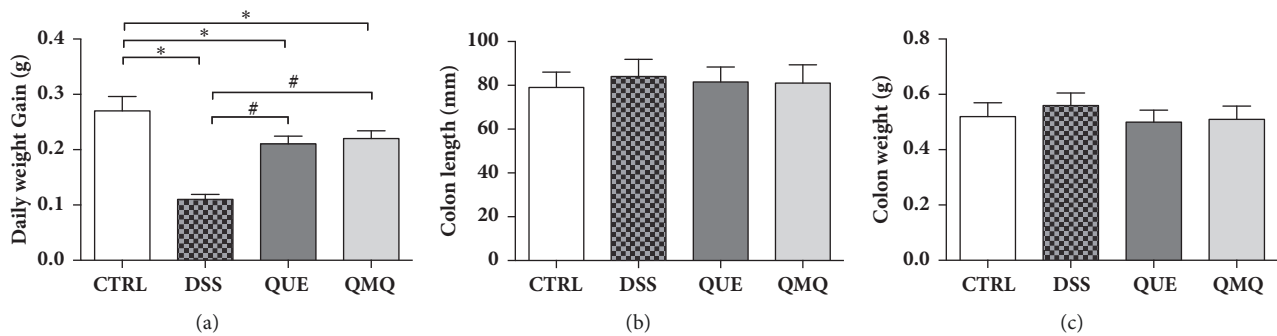 *
*
*
#
#
Daily weight Gain (g)
0.4
0.3
0.2
0.1
0.0
CTRL DSS QUE QMQ
(a)
Colon length (mm)
100
80
60
40
20
0
CTRL DSS QUE QMQ
(b)
Colon weight (g)
0.8
0.6
0.4
0.2
0.0
CTRL DSS QUE QMQ
(c)